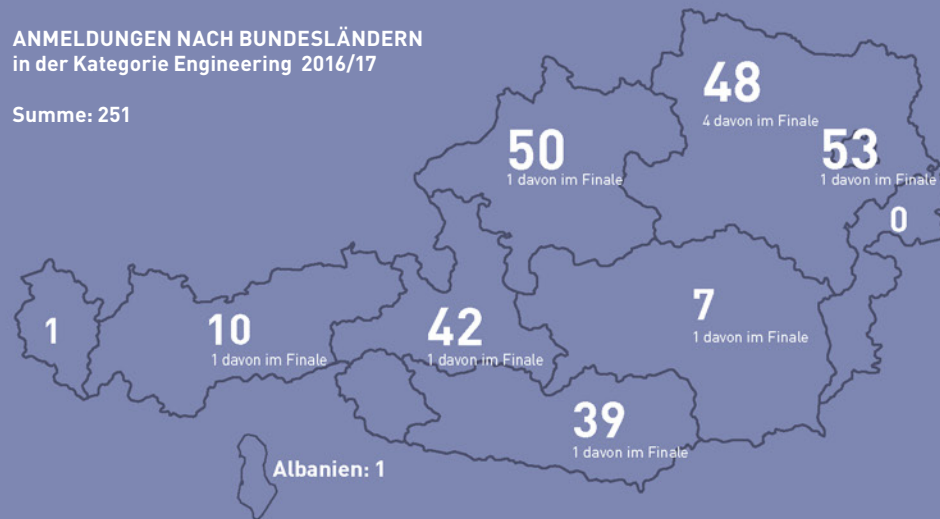 ANMELDUNGEN NACH BUNDESLÄNDERN
in der Kategorie Engineering 2016/17
Summe: 251
48
4 davon im Finale
50
1 davon im Finale
53
1 davon im Finale
0
1
10
1 davon im Finale
42
1 davon im Finale
7
1 davon im Finale
39
1 davon im Finale
Albanien: 1